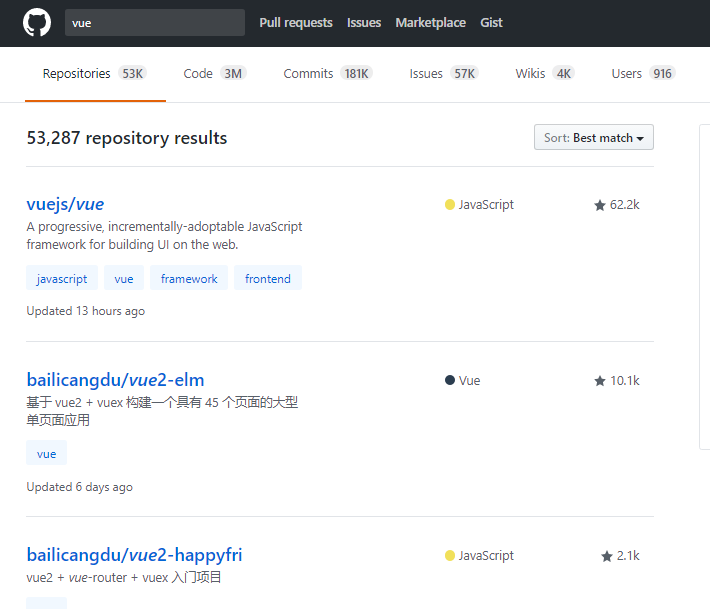 vue Pull requests Issues Marketplace Gist
Repositories 53K Code 3M Commits 181K Issues 57K Wikis 4K Users 916
53,287 repository results Sort: Best match
vuejs/vue JavaScript 62.2k
A progressive, incrementally-adoptable JavaScript
framework for building UI on the web.
javascript vue framework frontend
Updated 13 hours ago
bailicangdu/vue2-elm Vue 10.1k
基于 vue2 + vuex 构建一个具有 45 个页面的大型
单页面应用
vue
Updated 6 days ago
bailicangdu/vue2-happyfri JavaScript 2.1k
vue2 + vue-router + vuex 入门项目